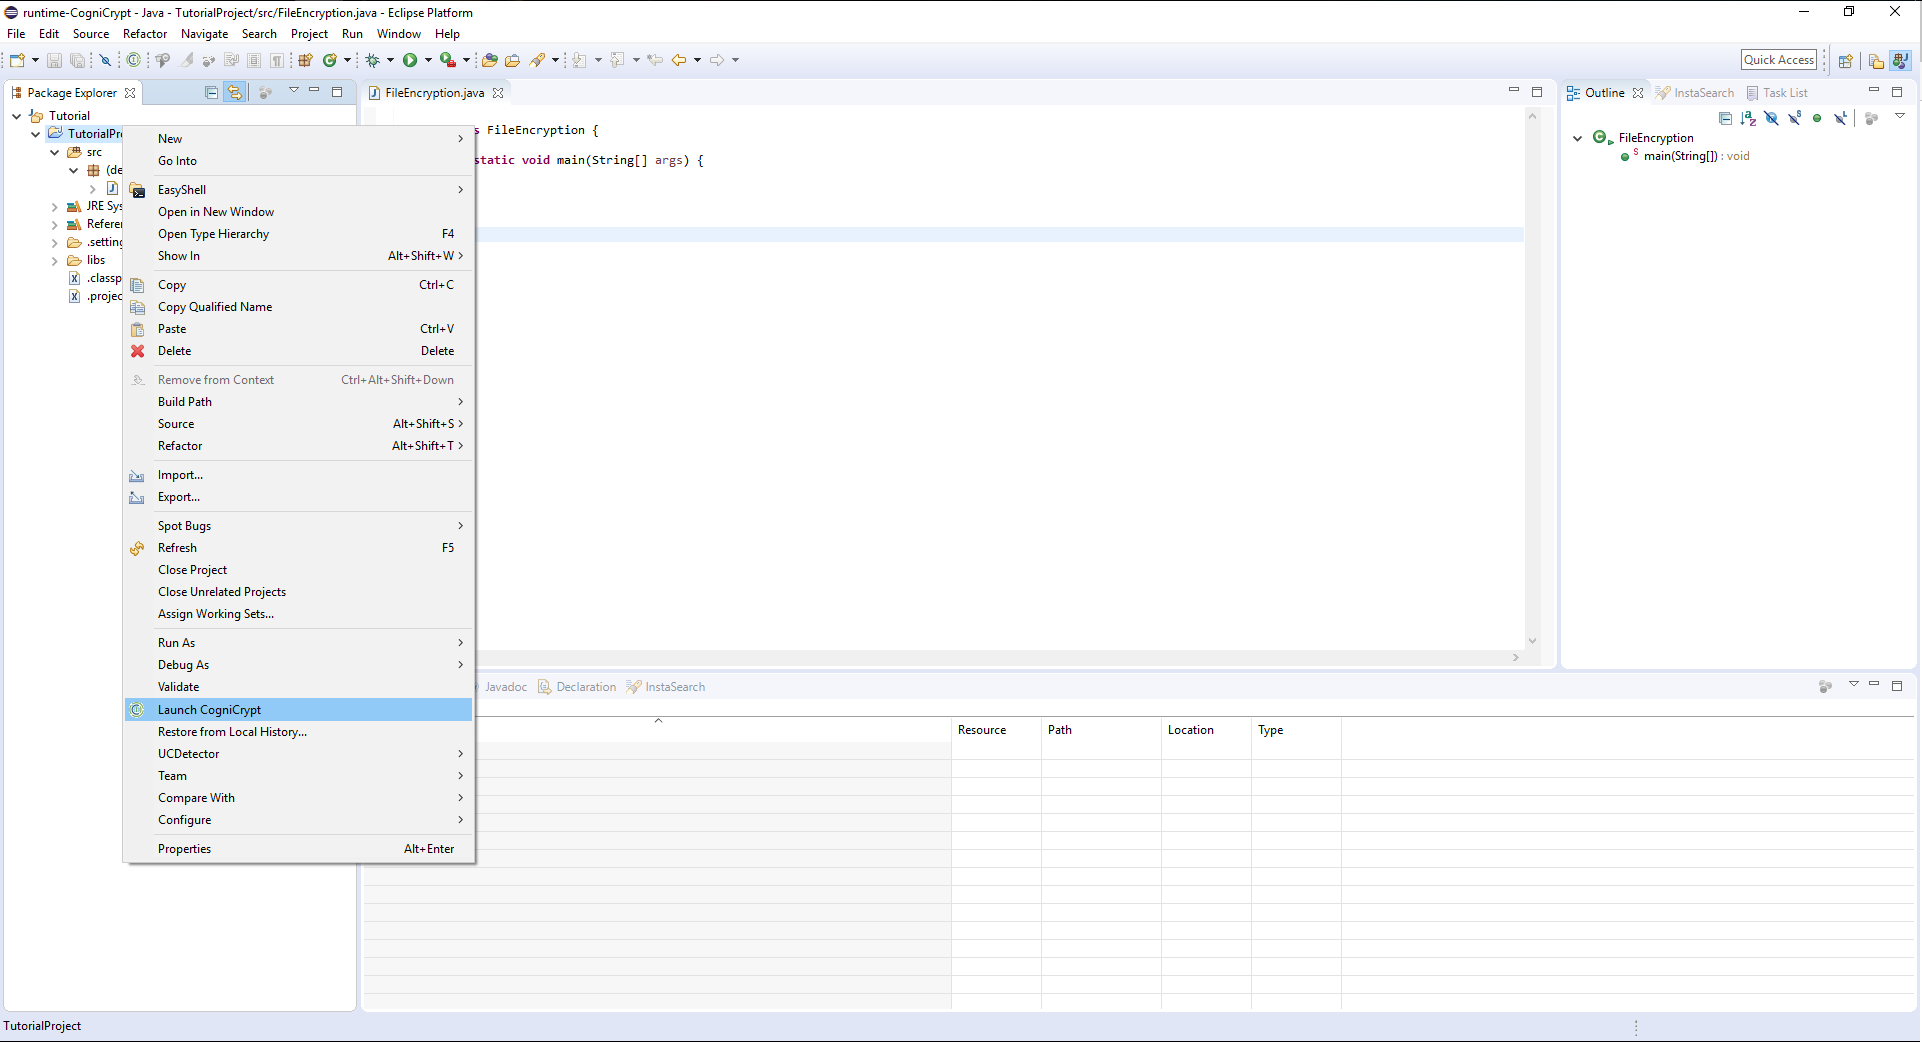 runtime-CogniCrypt - Java - TutorialProject/src/FileEncryption.java - Eclipse Platform
File Edit Source Refactor Navigate Search Project Run Window Help
Quick Access
Package Explorer
FileEncryption.java
Outline InstaSearch Task List
Tutorial
TutorialPr
src
(de
JRE Sys
Refere
.setting
libs
.classp
.projec
New
Go Into
EasyShell
Open in New Window
Open Type Hierarchy F4
Show In Alt+Shift+W
Copy Ctrl+C
Copy Qualified Name
Paste Ctrl+V
Delete Delete
Remove from Context Ctrl+Alt+Shift+Down
Build Path
Source Alt+Shift+S
Refactor Alt+Shift+T
Import...
Export...
Spot Bugs
Refresh F5
Close Project
Close Unrelated Projects
Assign Working Sets...
Run As
Debug As
Validate
Launch CogniCrypt
Restore from Local History...
UCDetector
Team
Compare With
Configure
Properties Alt+Enter
s FileEncryption {
static void main(String[] args) {
FileEncryption
main(String[]) : void
Javadoc Declaration InstaSearch
Resource Path Location Type
TutorialProject